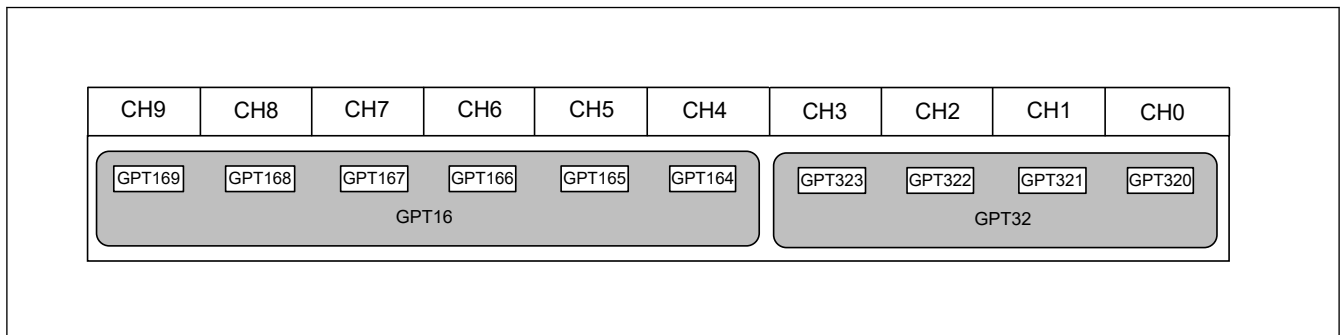 CH9 CH8 CH7 CH6 CH5 CH4 CH3 CH2 CH1 CH0
GPT169 GPT168 GPT167 GPT166 GPT165 GPT164 GPT323 GPT322 GPT321 GPT320
GPT16 GPT32